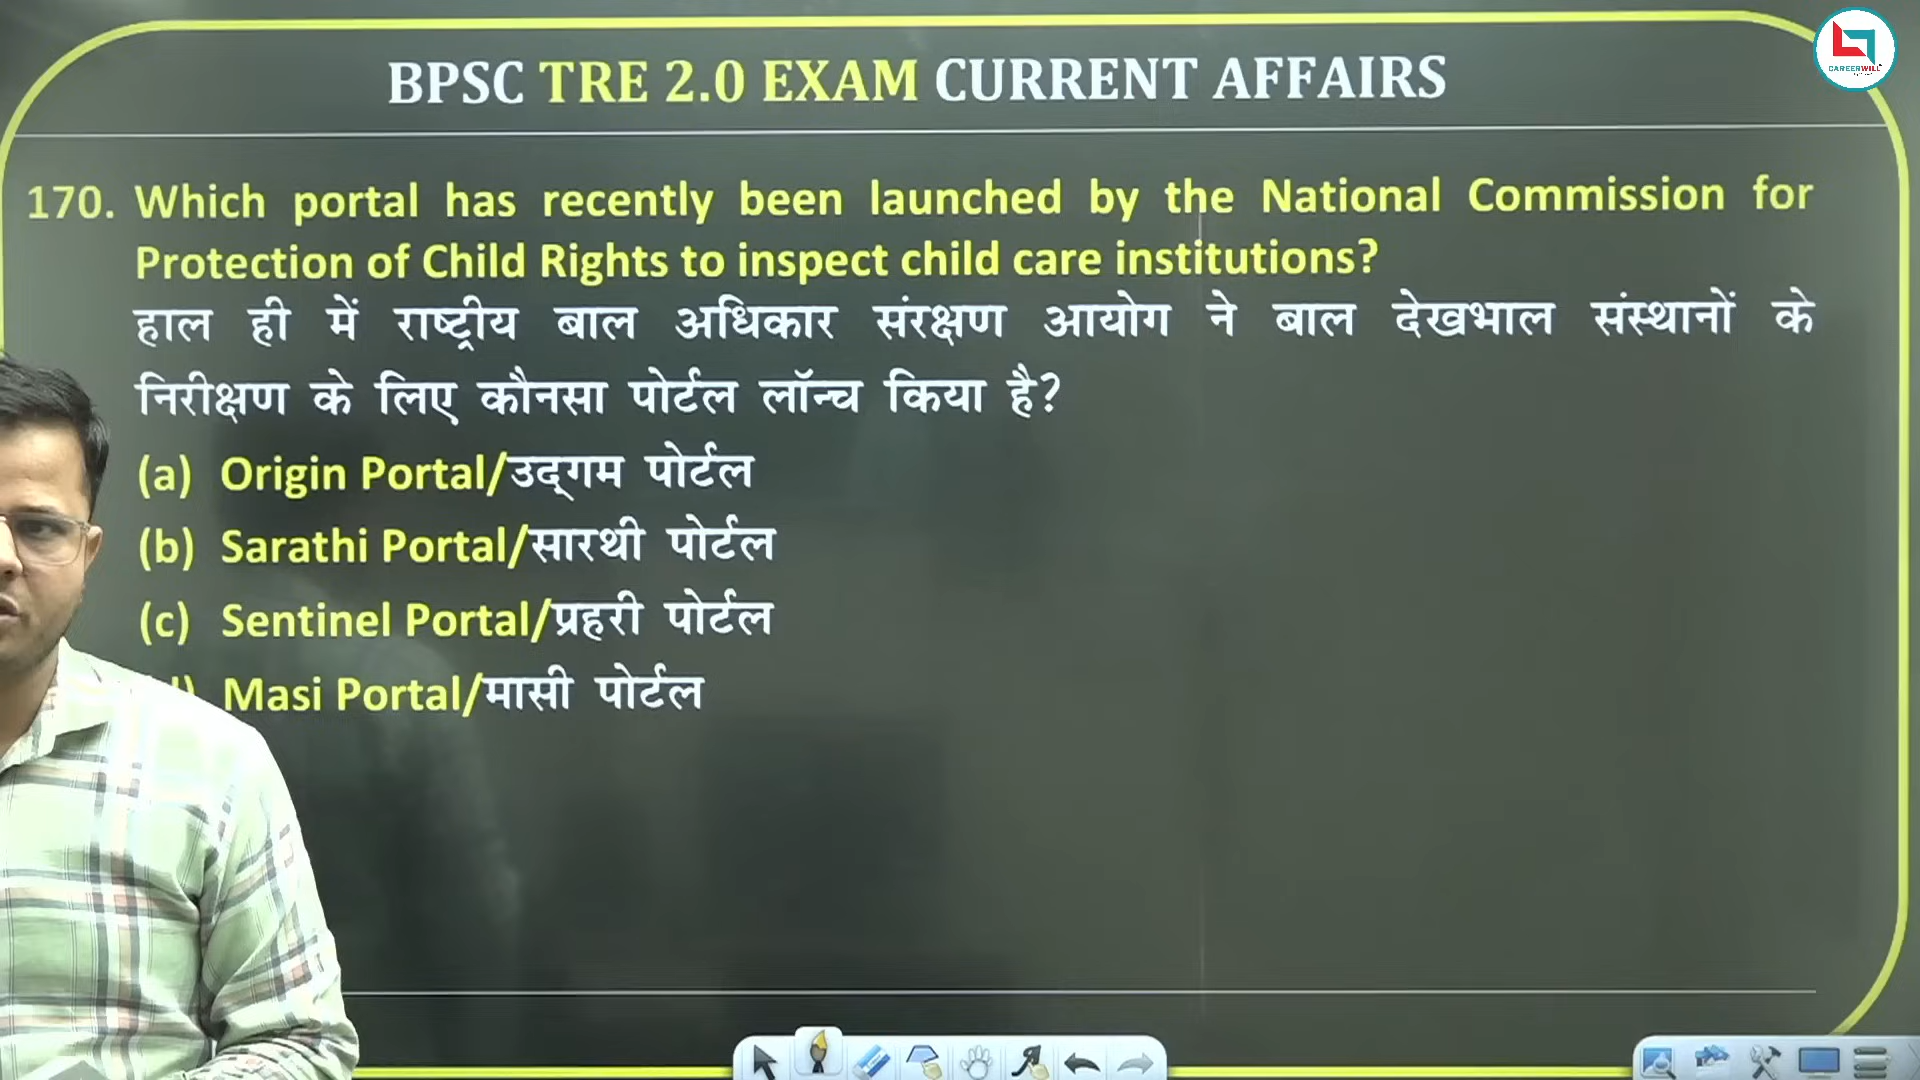 CAREERWILL
BPSC TRE 2.0 EXAM CURRENT AFFAIRS
170. Which portal has recently been launched by the National Commission for
Protection of Child Rights to inspect child care institutions?
हाल ही में राष्ट्रीय बाल अधिकार संरक्षण आयोग ने बाल देखभाल संस्थानों के
निरीक्षण के लिए कौनसा पोर्टल लॉन्च किया है?
(a) Origin Portal/उद्‌गम पोर्टल
(b) Sarathi Portal/सारथी पोर्टल
(c) Sentinel Portal/प्रहरी पोर्टल
Masi Portal/मासी पोर्टल